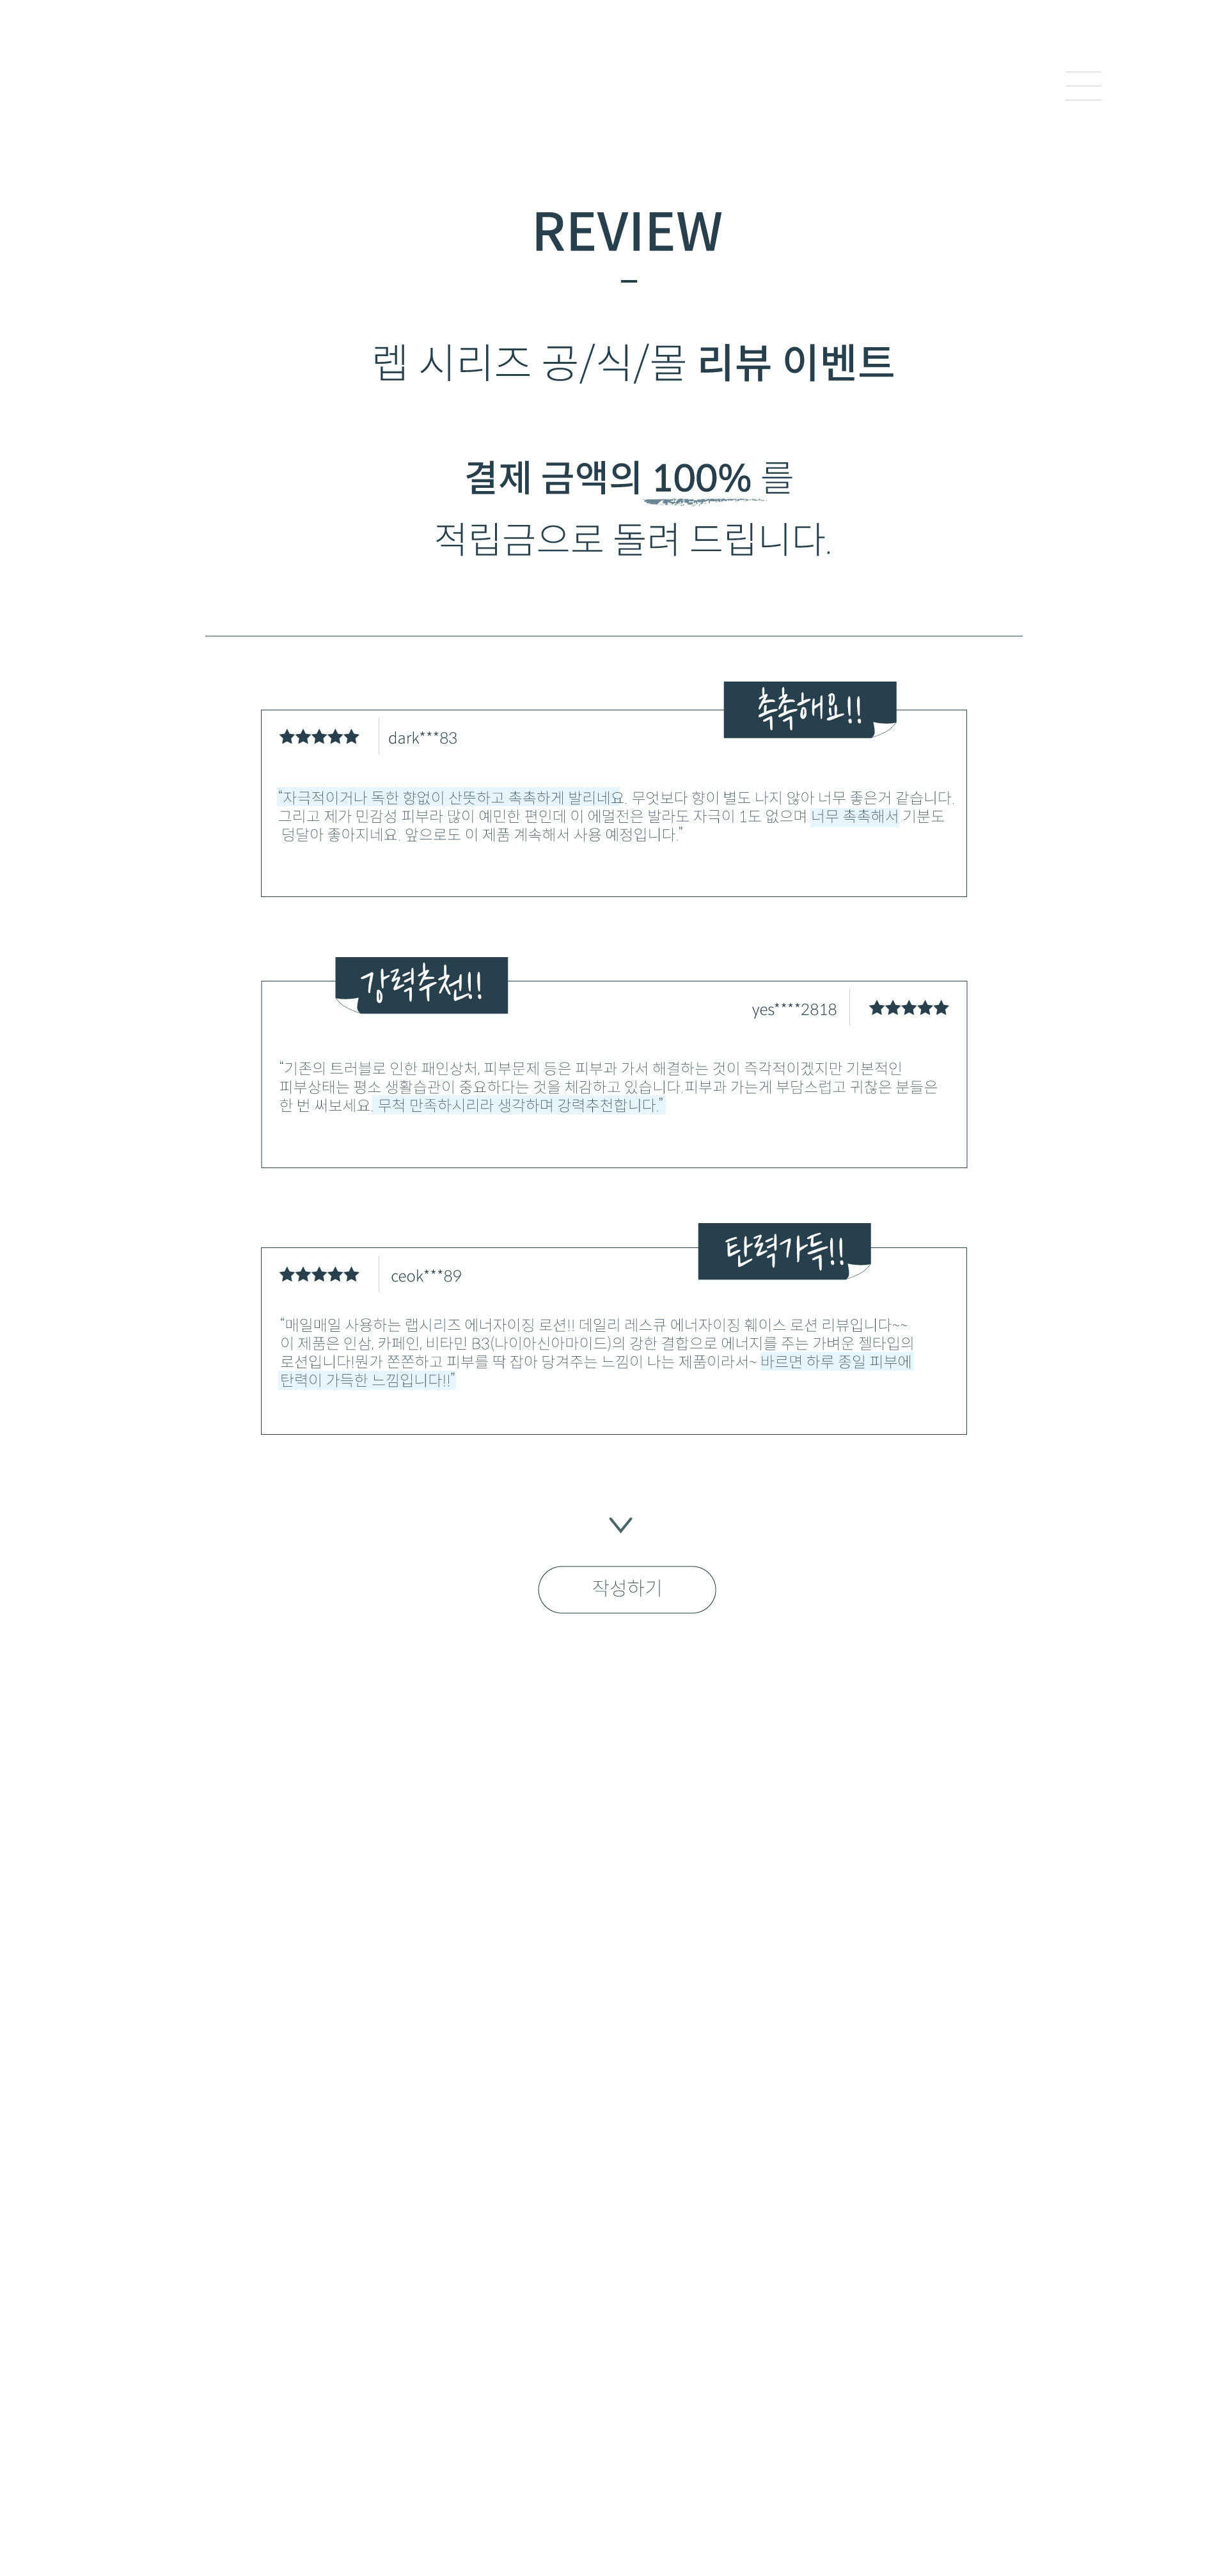 REVIEW
렙 시리즈 공/식/몰 리뷰 이벤트
결제 금액의 100% 를
적립금으로 돌려 드립니다.
촉촉해요!!
★★★★★ dark***83
“자극적이거나 독한 향없이 산뜻하고 촉촉하게 발리네요. 무엇보다 향이 별도 나지 않아 너무 좋은거 같습니다.
그리고 제가 민감성 피부라 많이 예민한 편인데 이 에멀전은 발라도 자극이 1도 없으며 너무 촉촉해서 기분도
덩달아 좋아지네요. 앞으로도 이 제품 계속해서 사용 예정입니다.”
강력추천!!
yes****2818 ★★★★★
“기존의 트러블로 인한 패인상처, 피부문제 등은 피부과 가서 해결하는 것이 즉각적이겠지만 기본적인
피부상태는 평소 생활습관이 중요하다는 것을 체감하고 있습니다.피부과 가는게 부담스럽고 귀찮은 분들은
한 번 써보세요. 무척 만족하시리라 생각하며 강력추천합니다.”
탄력가득!!
★★★★★ ceok***89
“매일매일 사용하는 랩시리즈 에너자이징 로션!! 데일리 레스큐 에너자이징 훼이스 로션 리뷰입니다~~
이 제품은 인삼, 카페인, 비타민 B3(나이아신아마이드)의 강한 결합으로 에너지를 주는 가벼운 젤타입의
로션입니다!뭔가 쫀쫀하고 피부를 딱 잡아 당겨주는 느낌이 나는 제품이라서~ 바르면 하루 종일 피부에
탄력이 가득한 느낌입니다!!”
작성하기